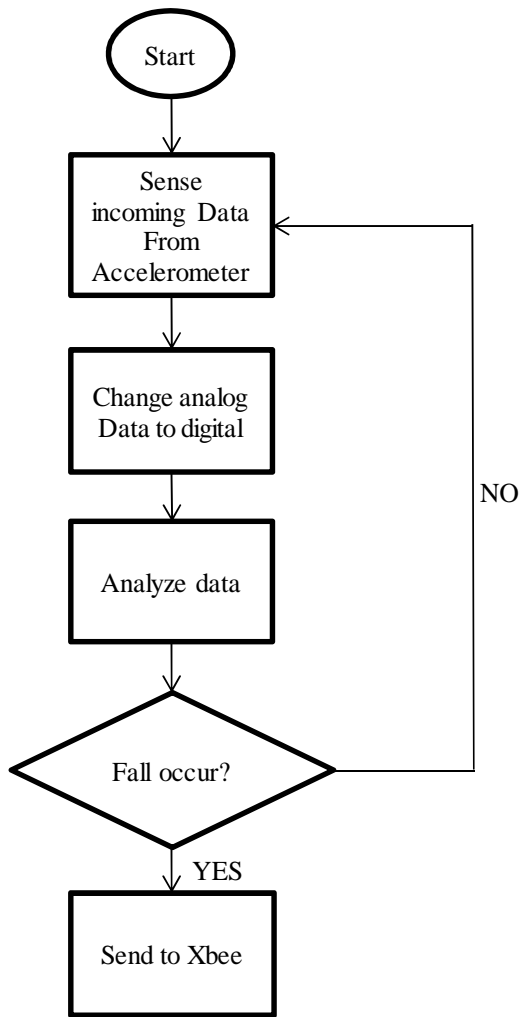 Start
Sense
incoming Data
From
Accelerometer
Change analog
Data to digital
NO
Analyze data
Fall occur?
YES
Send to Xbee